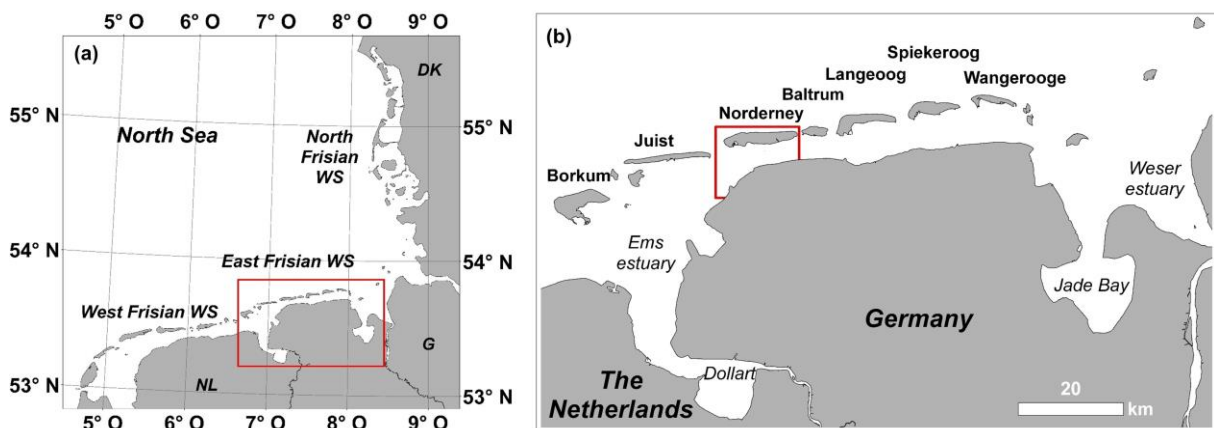 5° O 6° O 7° O 8° O 0° O
(a)
DK
55° N
North Sea
North
Frisian
WS
55° N
54° N
East Frisian WS
54° N
West Frisian WS
G
53° N
NL
53° N
5° O 6° O 7° O 8° O 9° O
9° O
(b)
Spiekeroog
Langeoog
Wangerooge
Baltrum
Norderney
Juist
Borkum
Weser
estuary
Ems
estuary
Jade Bay
Germany
Dollart
The
Netherlands
20
km